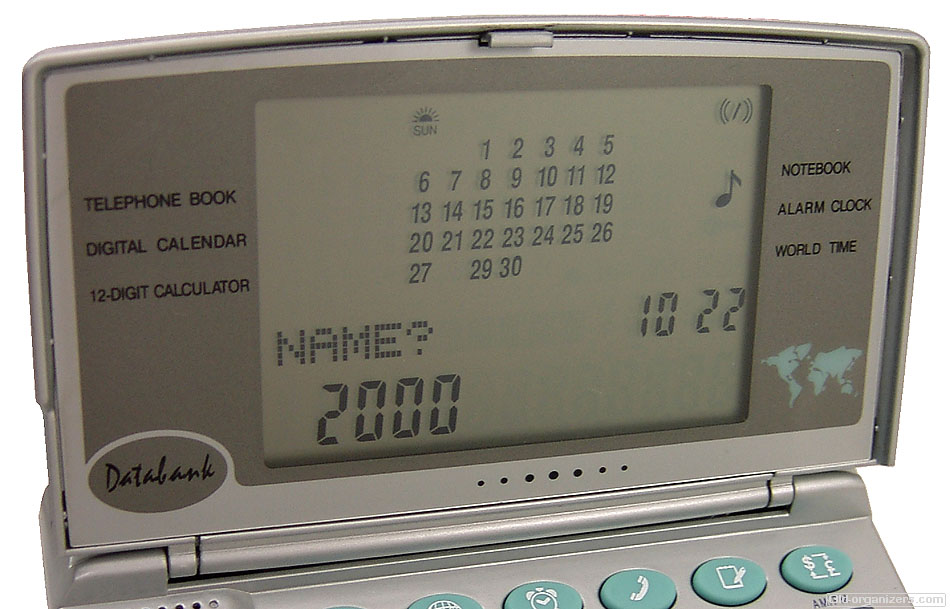 SUN
1 2 3 4 5
6 7 8 9 10 11 12
13 14 15 16 17 18 19
20 21 22 23 24 25 26
27 29 30
10 22
NAME?
2000
TELEPHONE BOOK
DIGITAL CALENDAR
12-DIGIT CALCULATOR
NOTEBOOK
ALARM CLOCK
WORLD TIME
Databank
$ £